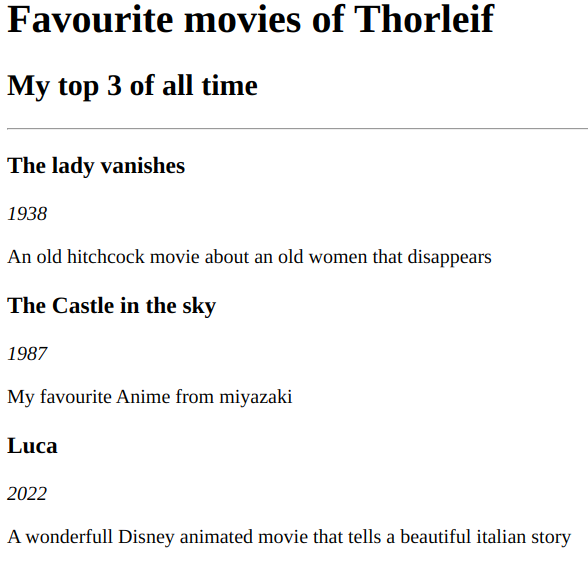 Favourite movies of Thorleif
My top 3 of all time
The lady vanishes
1938
An old hitchcock movie about an old women that disappears
The Castle in the sky
1987
My favourite Anime from miyazaki
Luca
2022
A wonderfull Disney animated movie that tells a beautiful italian story